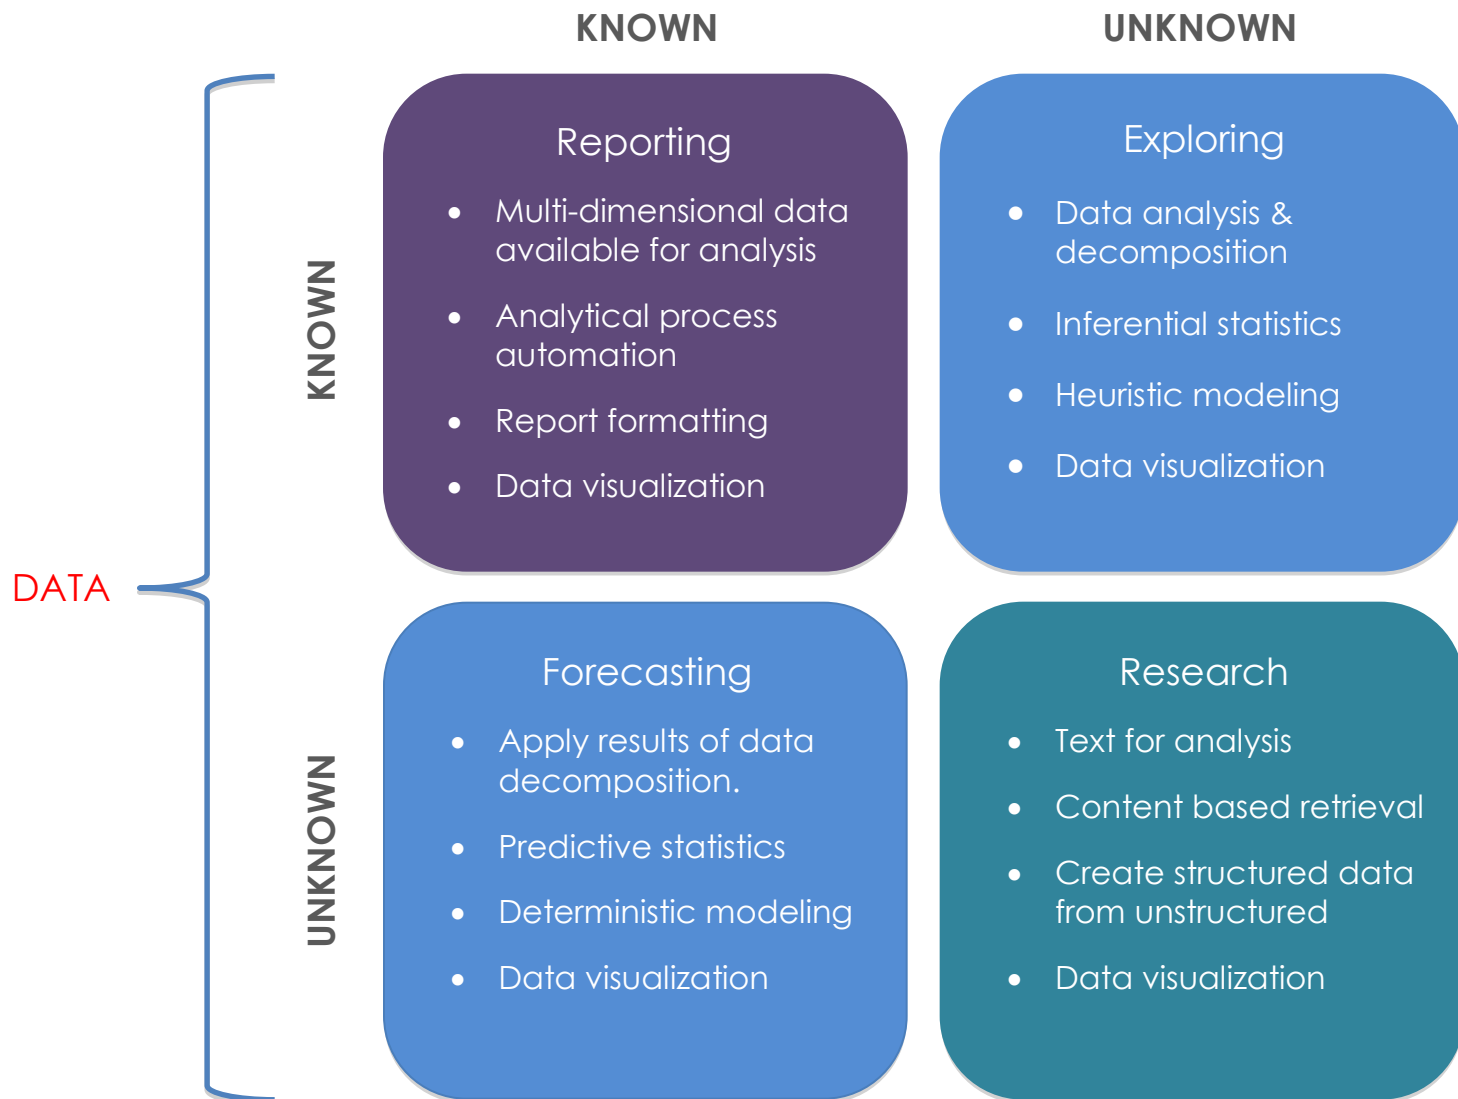 KNOWN
UNKNOWN
DATA
KNOWN
Reporting
• Multi-dimensional data
available for analysis
• Analytical process
automation
• Report formatting
• Data visualization
Exploring
• Data analysis &
decomposition
• Inferential statistics
• Heuristic modeling
• Data visualization
UNKNOWN
Forecasting
• Apply results of data
decomposition.
• Predictive statistics
• Deterministic modeling
• Data visualization
Research
• Text for analysis
• Content based retrieval
• Create structured data
from unstructured
• Data visualization